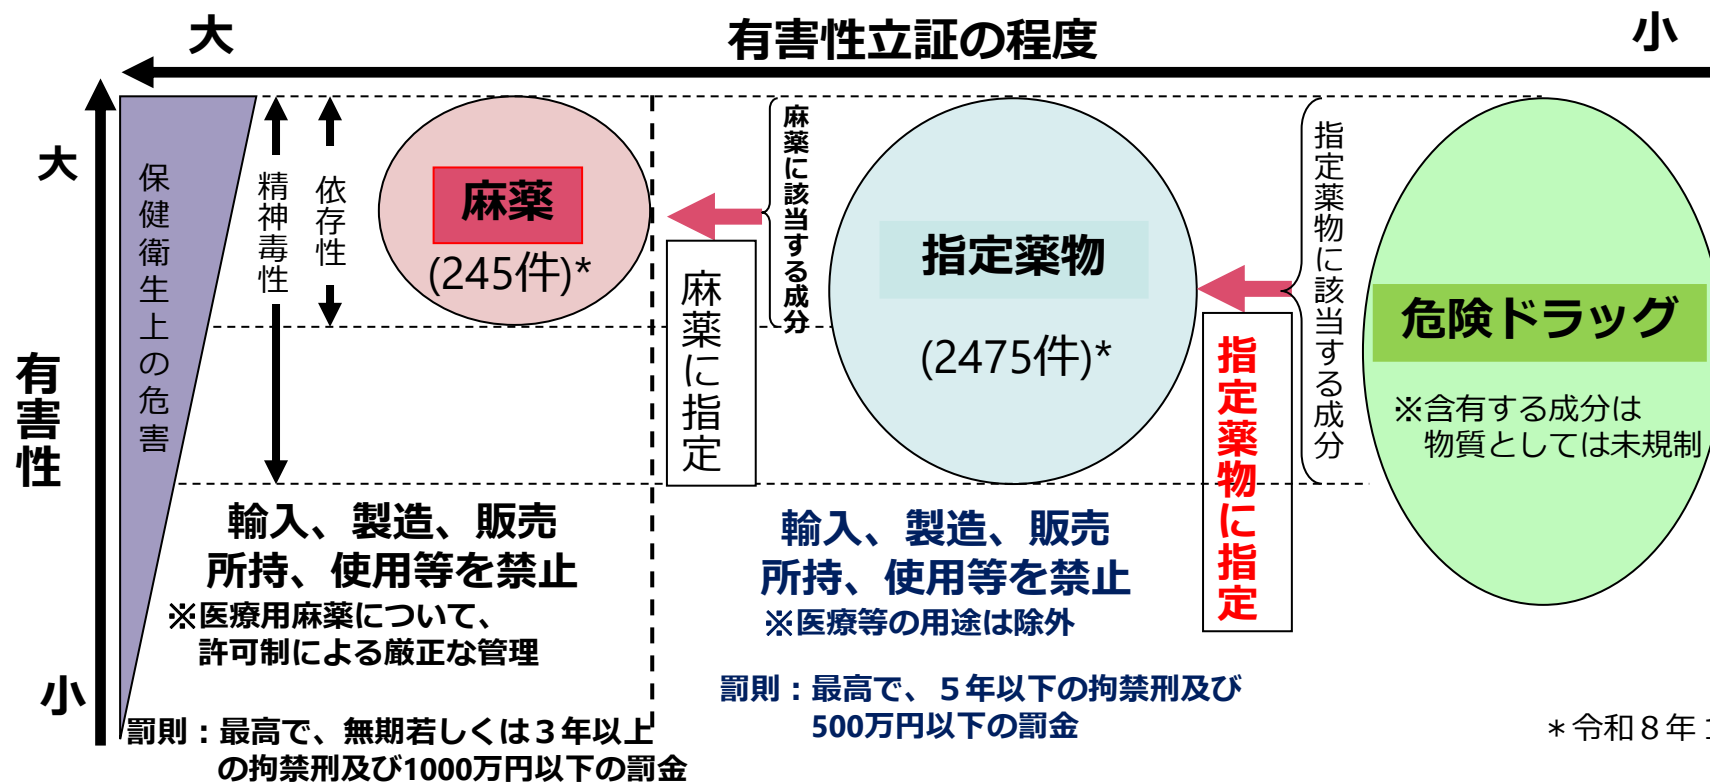 大
有害性立証の程度
小
大
有害性
小
保健衛生上の危害
精神毒性
依存性
麻薬
(245件)*
麻薬に指定
麻薬に該当する成分
指定薬物
(2475件)*
指定薬物に指定
指定薬物に該当する成分
危険ドラッグ
※含有する成分は
物質としては未規制
輸入、製造、販売
所持、使用等を禁止
※医療用麻薬について、
許可制による厳正な管理
罰則：最高で、無期若しくは３年以上
の拘禁刑及び1000万円以下の罰金
輸入、製造、販売
所持、使用等を禁止
※医療等の用途は除外
罰則：最高で、５年以下の拘禁刑及び
500万円以下の罰金
＊令和８年